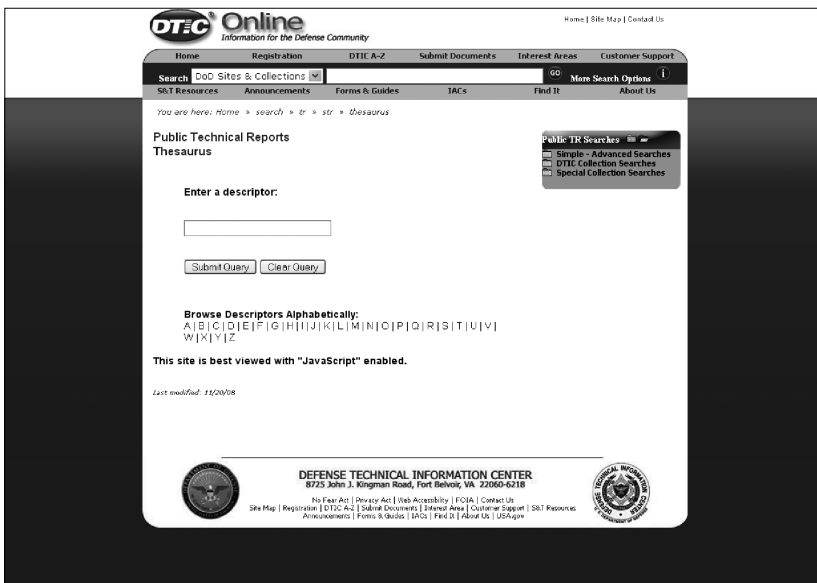 DTIC® Online
Information for the Defense Community
Home | Site Map | Contact Us
Home Registration DTIC A-Z Submit Documents Interest Areas Customer Support
Search DoD Sites & Collections GO More Search Options i
S&T Resources Announcements Forms & Guides IACs Find It About Us
You are here: Home » search » tr » str » thesaurus
Public Technical Reports
Thesaurus
Public TR Searches
Simple - Advanced Searches
DTIC Collection Searches
Special Collection Searches
Enter a descriptor:
Submit Query Clear Query
Browse Descriptors Alphabetically:
A | B | C | D | E | F | G | H | I | J | K | L | M | N | O | P | Q | R | S | T | U | V |
W | X | Y | Z
This site is best viewed with "JavaScript" enabled.
Last modified: 11/20/08
DEFENSE TECHNICAL INFORMATION CENTER
8725 John J. Kingman Road, Fort Belvoir, VA 22060-6218
No Fear Act | Privacy Act | Web Accessibility | FOIA | Contact Us
Site Map | Registration | DTIC A-Z | Submit Documents | Interest Area | Customer Support | S&T Resources
Announcements | Forms & Guides | IACs | Find It | About Us | USA.gov